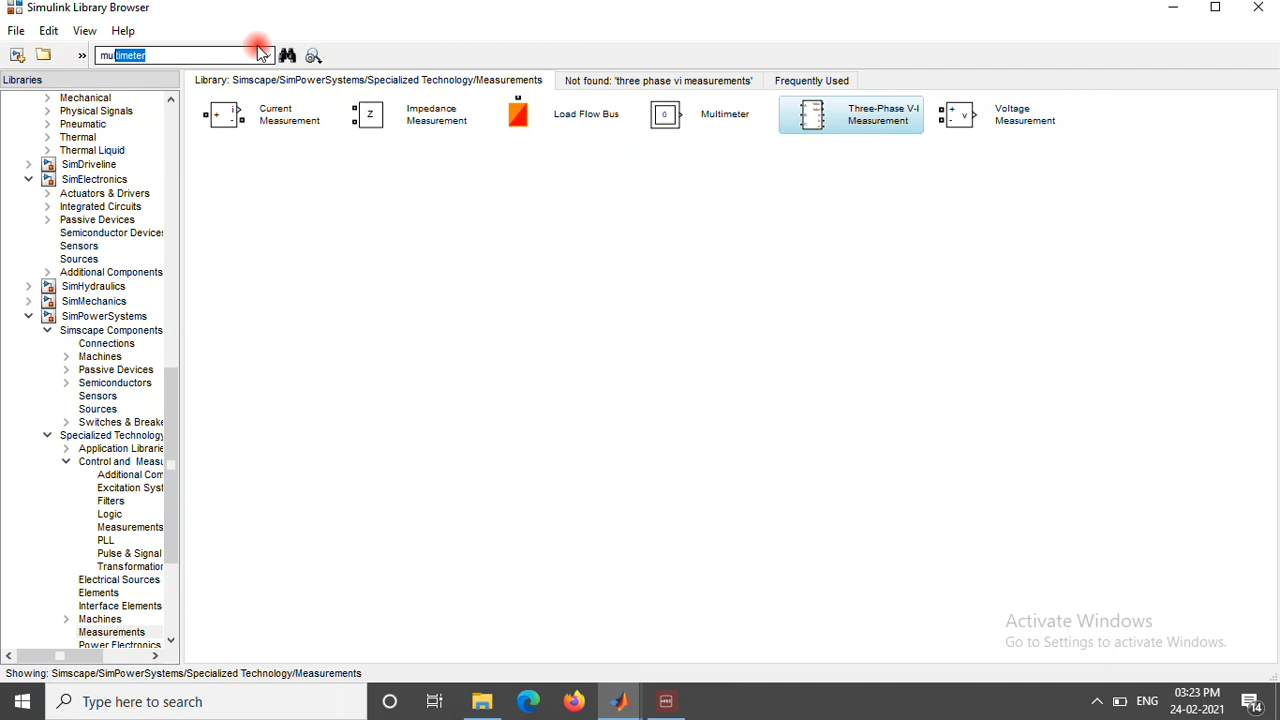 Simulink Library Browser
File Edit View Help
» multimeter
Libraries
Library: Simscape/SimPowerSystems/Specialized Technology/Measurements
Not found: 'three phase vi measurements'
Frequently Used
Mechanical
Physical Signals
Pneumatic
Thermal
Thermal Liquid
SimDriveline
SimElectronics
Actuators & Drivers
Integrated Circuits
Passive Devices
Semiconductor Devices
Sensors
Sources
Additional Components
SimHydraulics
SimMechanics
SimPowerSystems
Simscape Components
Connections
Machines
Passive Devices
Semiconductors
Sensors
Sources
Switches & Breake
Specialized Technology
Application Librarie
Control and Measu
Additional Com
Excitation Syst
Filters
Logic
Measurements
PLL
Pulse & Signal
Transformation
Electrical Sources
Elements
Interface Elements
Machines
Measurements
Power Electronics
i + -
Current
Measurement
Z
Impedance
Measurement
Load Flow Bus
0
Multimeter
Three-Phase V-I
Measurement
+ v -
Voltage
Measurement
Activate Windows
Go to Settings to activate Windows.
Showing: Simscape/SimPowerSystems/Specialized Technology/Measurements
Type here to search
ENG
03:23 PM
24-02-2021
14